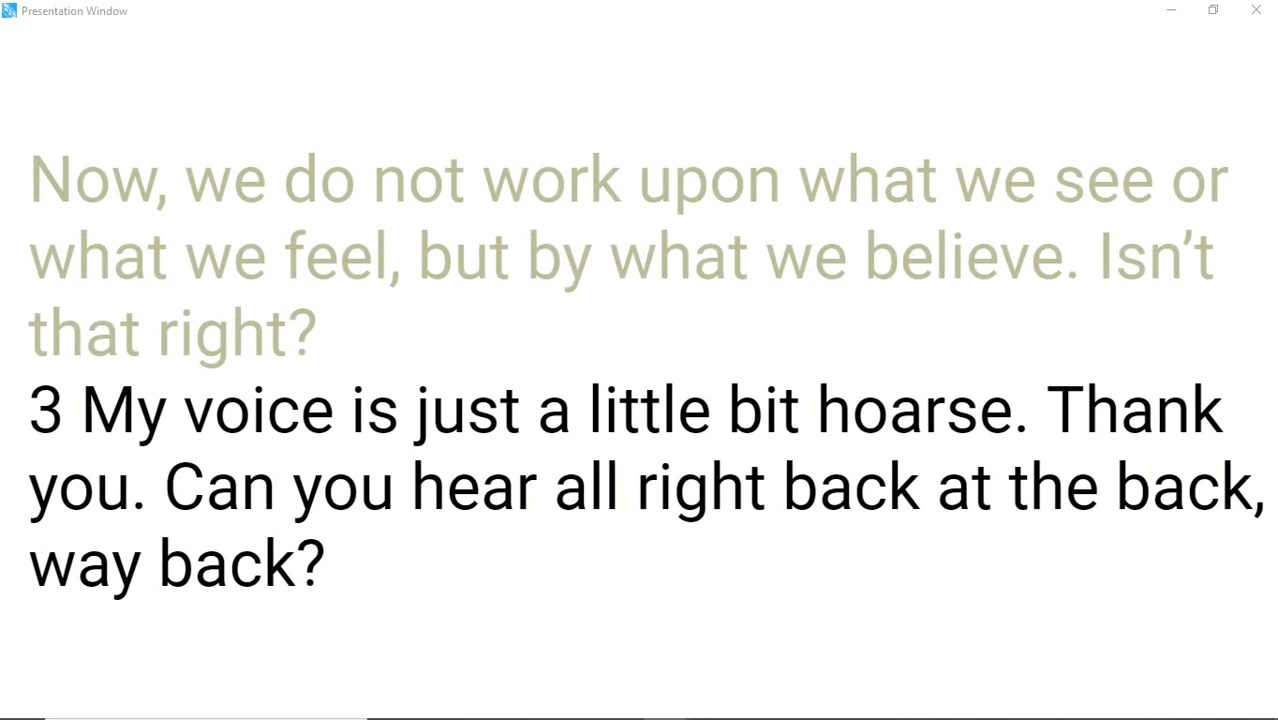 Presentation Window
Now, we do not work upon what we see or
what we feel, but by what we believe. Isn’t
that right?
3 My voice is just a little bit hoarse. Thank
you. Can you hear all right back at the back,
way back?